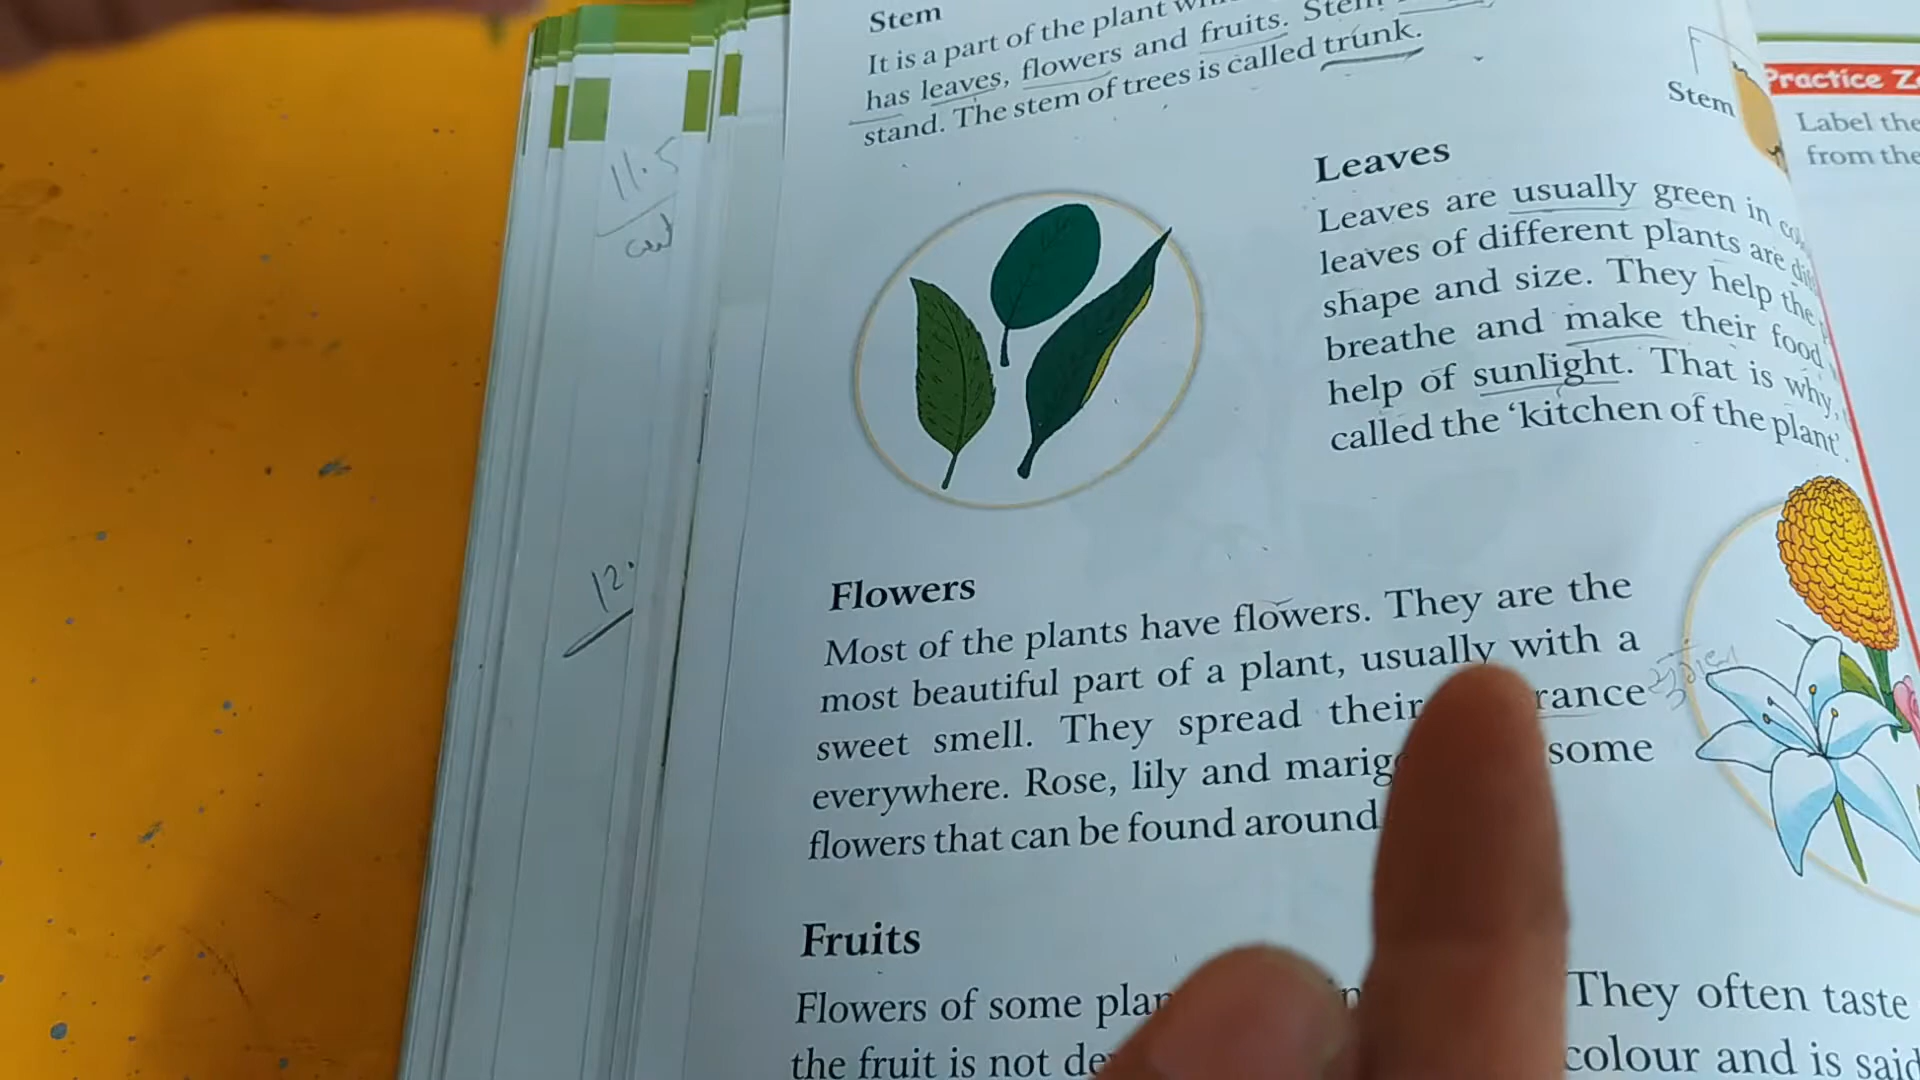 Stem
It is a part of the plant
has leaves, flowers and fruits.
stand. The stem of trees is called trunk.
Stem
Practice
Label the
from the
11.5
12.
Leaves
Leaves are usually green in
leaves of different plants are
shape and size. They help the
breathe and make their food
help of sunlight. That is why,
called the ‘kitchen of the plant’.
Flowers
Most of the plants have flowers. They are the
most beautiful part of a plant, usually with a
sweet smell. They spread their
everywhere. Rose, lily and some
flowers that can be found around
Fruits
Flowers of some They often taste
the fruit is not colour and is said